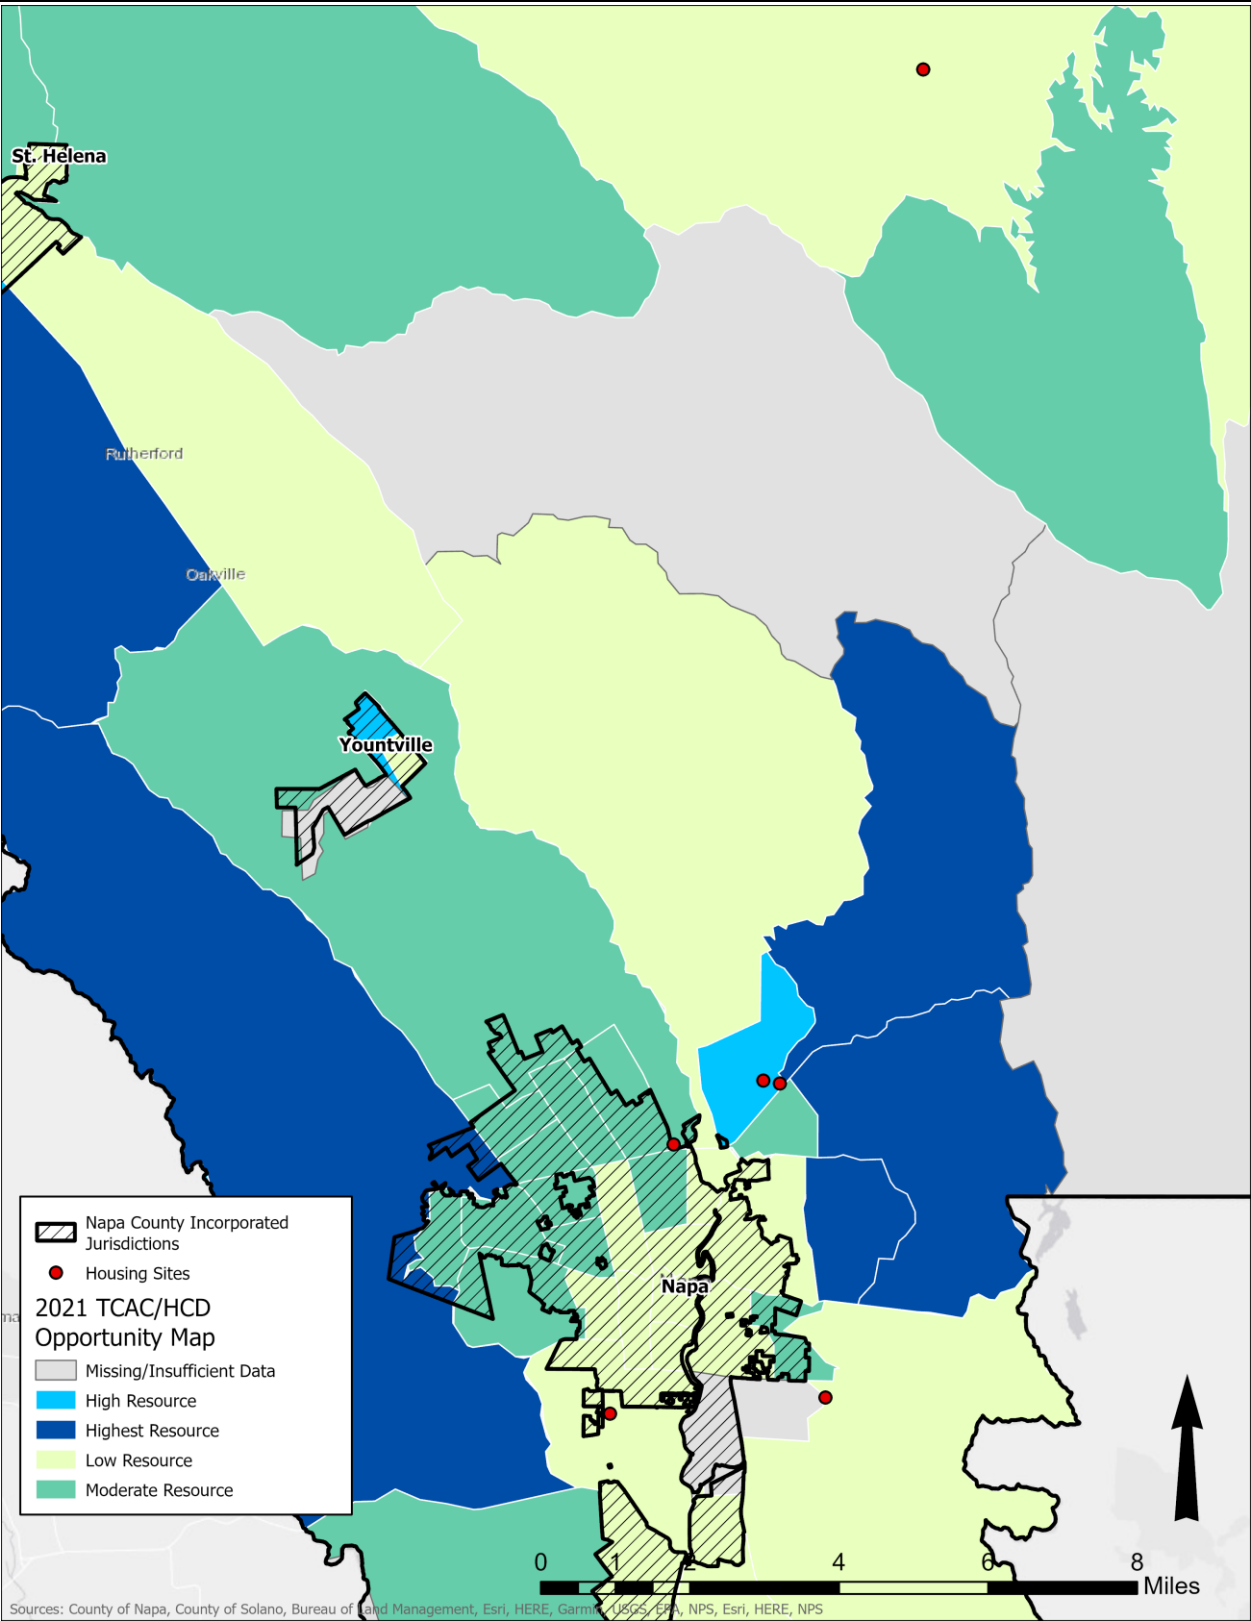 St. Helena
Rutherford
Oakville
Yountville
Napa
Napa County Incorporated
Jurisdictions
Housing Sites
2021 TCAC/HCD
Opportunity Map
Missing/Insufficient Data
High Resource
Highest Resource
Low Resource
Moderate Resource
ma
0 1 2 4 6 8
Miles
Sources: County of Napa, County of Solano, Bureau of Land Management, Esri, HERE, Garmin, USGS, EPA, NPS, Esri, HERE, NPS